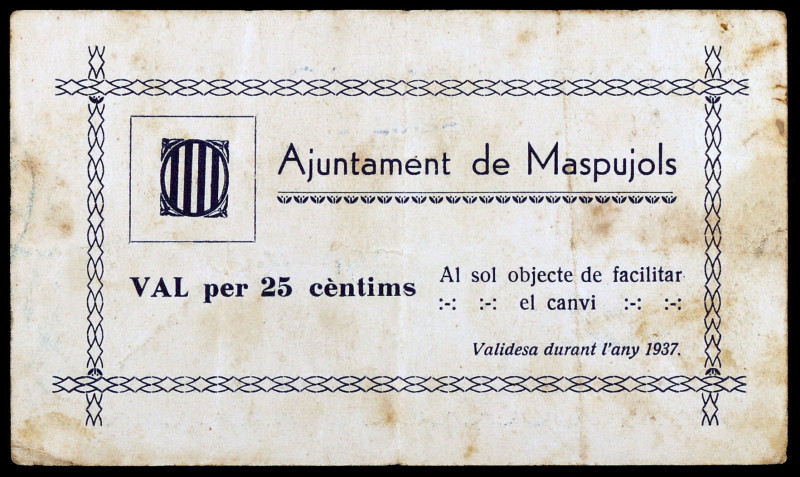 Ajuntament de Maspujols
VAL per 25 cèntims
Al sol objecte de facilitar
:-: :-: el canvi :-: :-:
Validesa durant l'any 1937.